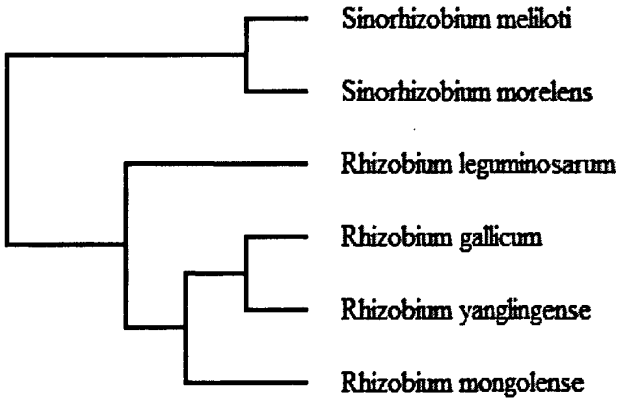 Sinorhizobium meliloti
Sinorhizobium morelens
Rhizobium leguminosarum
Rhizobium gallicum
Rhizobium yanglingense
Rhizobium mongolense